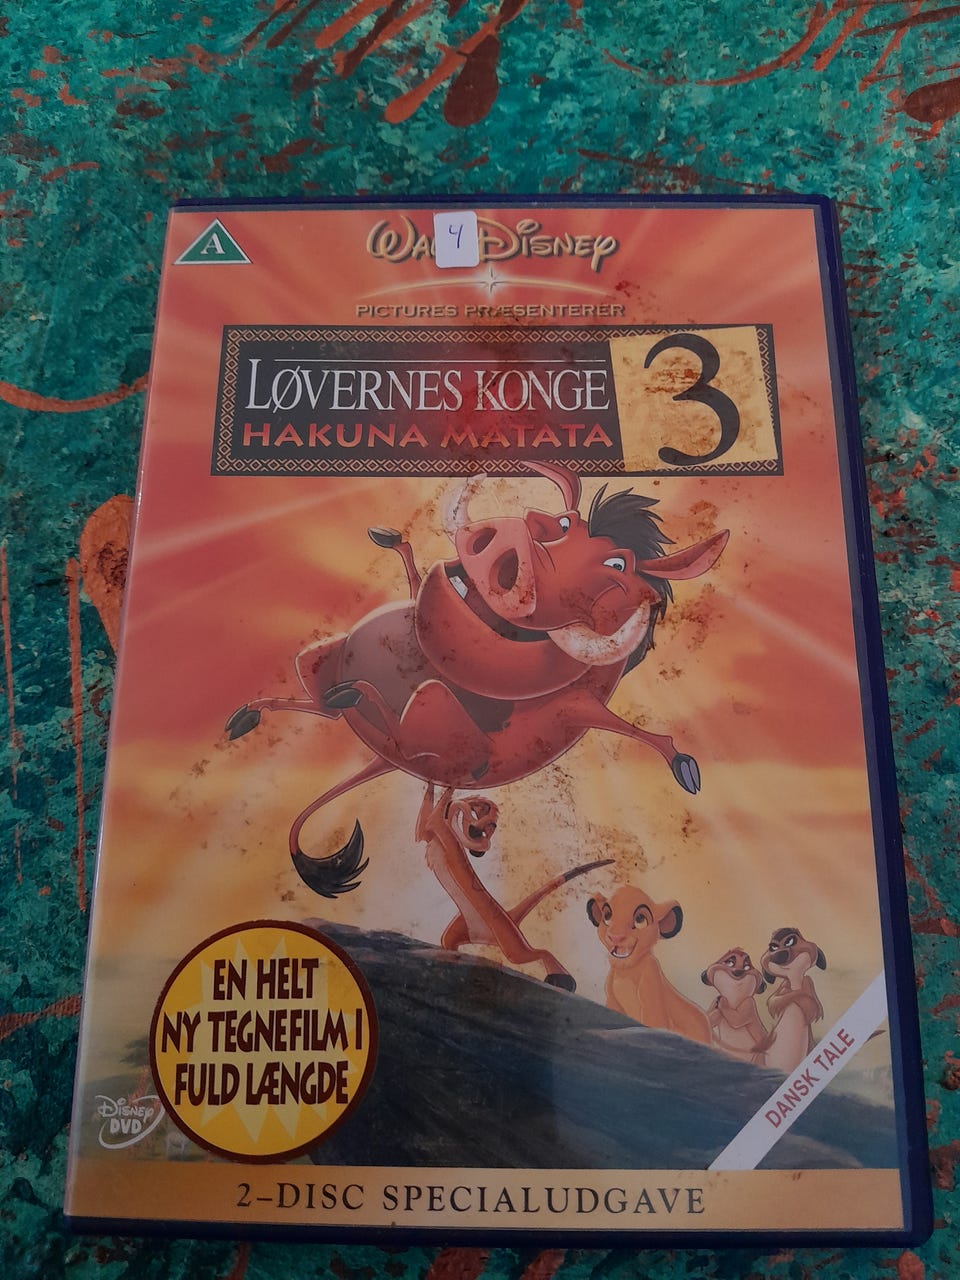 A
WALT DISNEY
4
PICTURES PRÆSENTERER
LØVERNES KONGE
3
HAKUNA MATATA
EN HELT
NY TEGNEFILM I
FULD LÆNGDE
DANSK TALE
DISNEY
DVD
2-DISC SPECIALUDGAVE